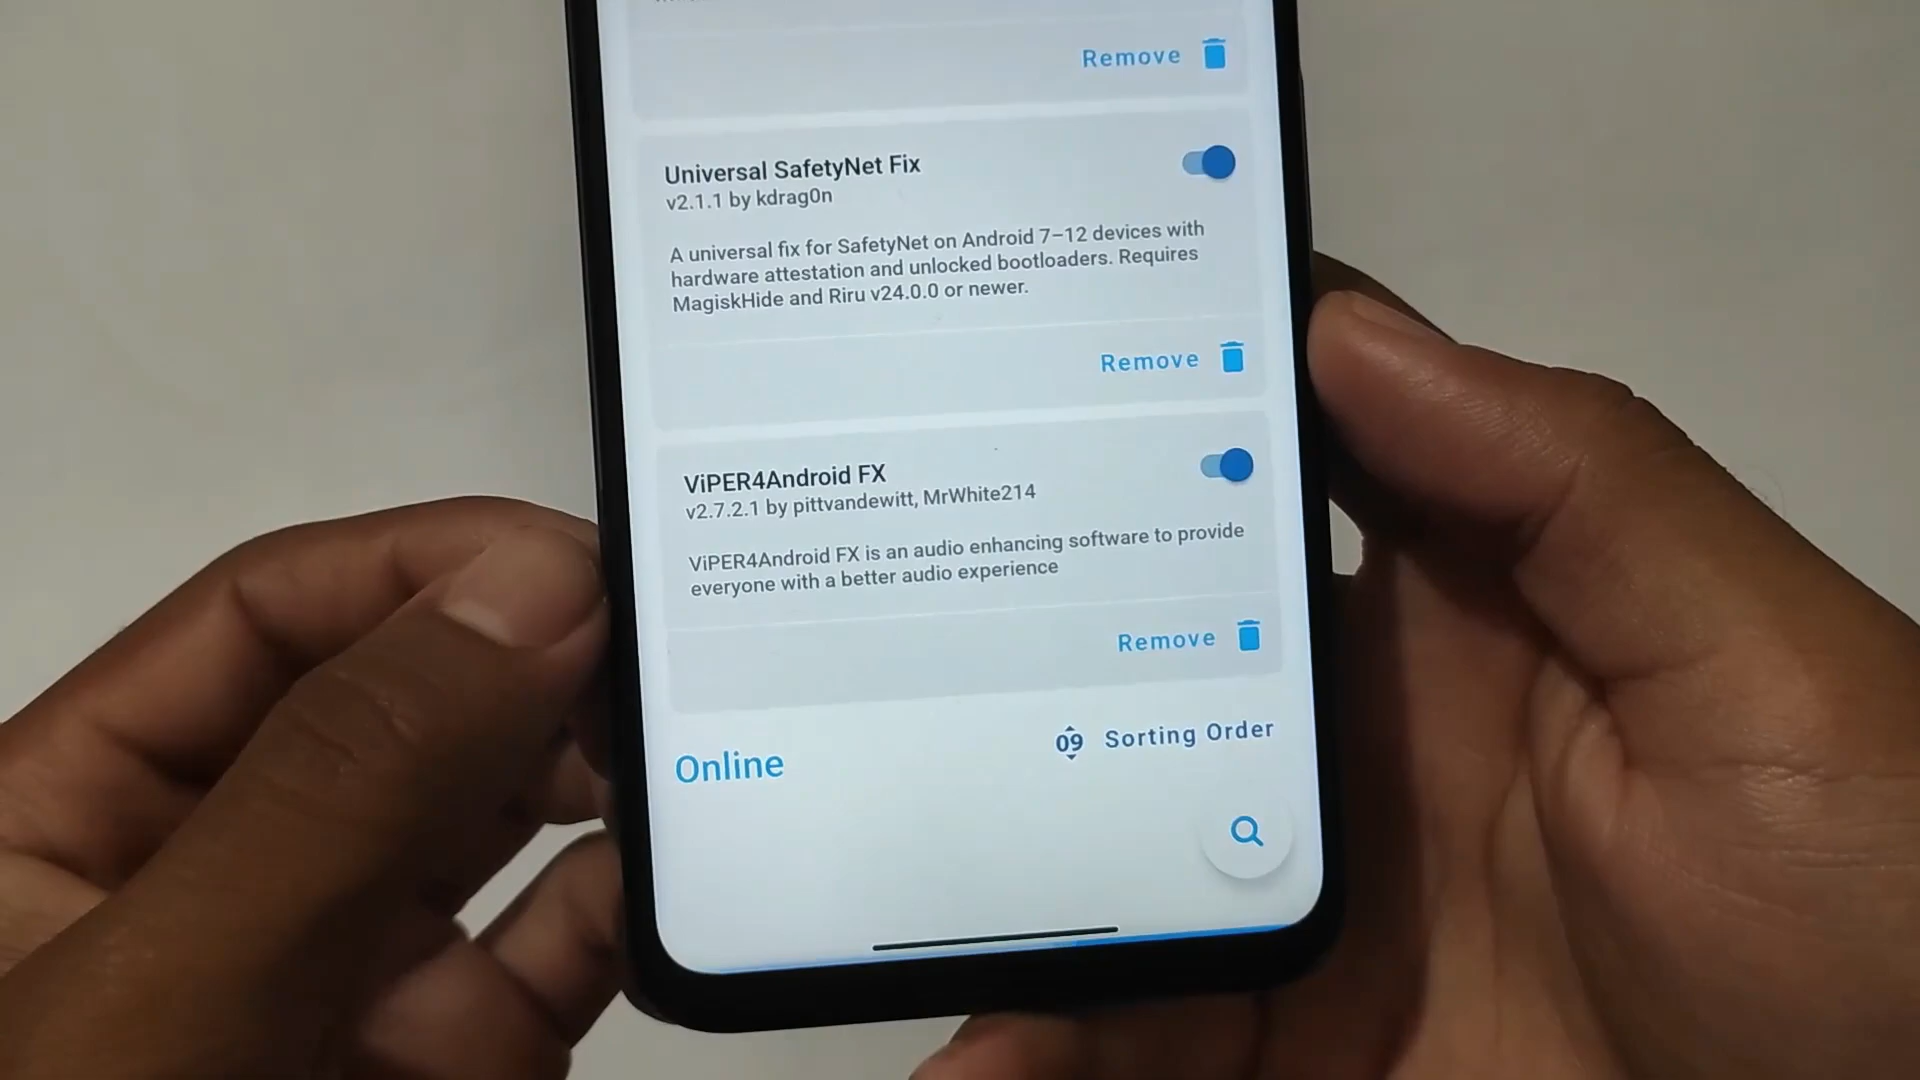 Remove
Universal SafetyNet Fix
v2.1.1 by kdrag0n
A universal fix for SafetyNet on Android 7–12 devices with
hardware attestation and unlocked bootloaders. Requires
MagiskHide and Riru v24.0.0 or newer.
Remove
ViPER4Android FX
v2.7.2.1 by pittvandewitt, MrWhite214
ViPER4Android FX is an audio enhancing software to provide
everyone with a better audio experience
Remove
Online
09 Sorting Order